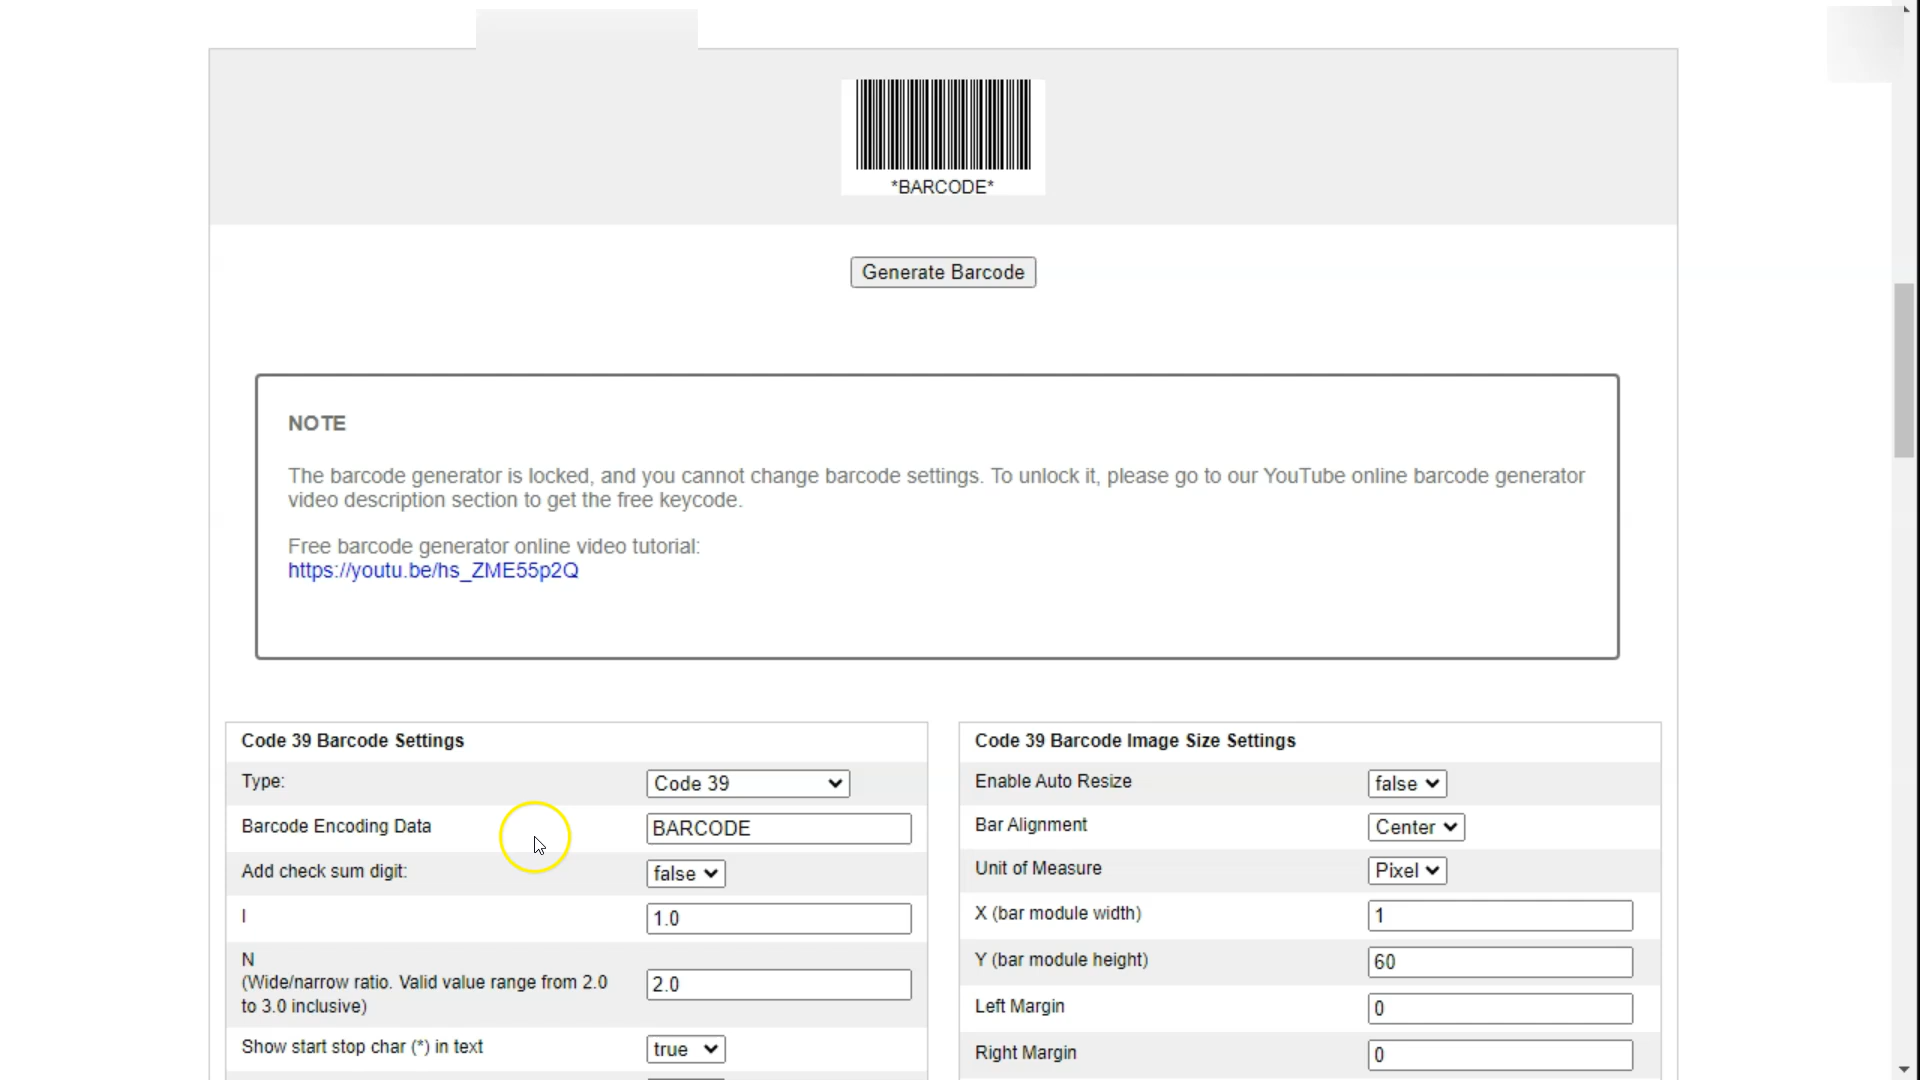 *BARCODE*
Generate Barcode
NOTE
The barcode generator is locked, and you cannot change barcode settings. To unlock it, please go to our YouTube online barcode generator
video description section to get the free keycode.
Free barcode generator online video tutorial:
https://youtu.be/hs_ZME55p2Q
Code 39 Barcode Settings
Type: Code 39
Barcode Encoding Data BARCODE
Add check sum digit: false
I 1.0
N
(Wide/narrow ratio. Valid value range from 2.0
to 3.0 inclusive) 2.0
Show start stop char (*) in text true
Code 39 Barcode Image Size Settings
Enable Auto Resize false
Bar Alignment Center
Unit of Measure Pixel
X (bar module width) 1
Y (bar module height) 60
Left Margin 0
Right Margin 0